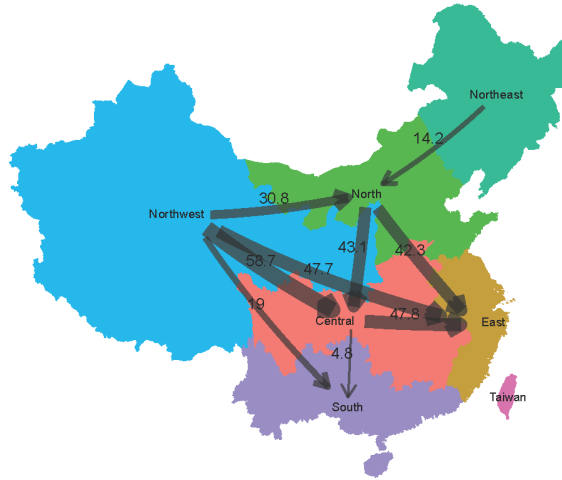 Northeast
14.2
North
30.8
Northwest
43.1
42.3
58.7
47.7
19
Central
47.8
East
4.8
Taiwan
South